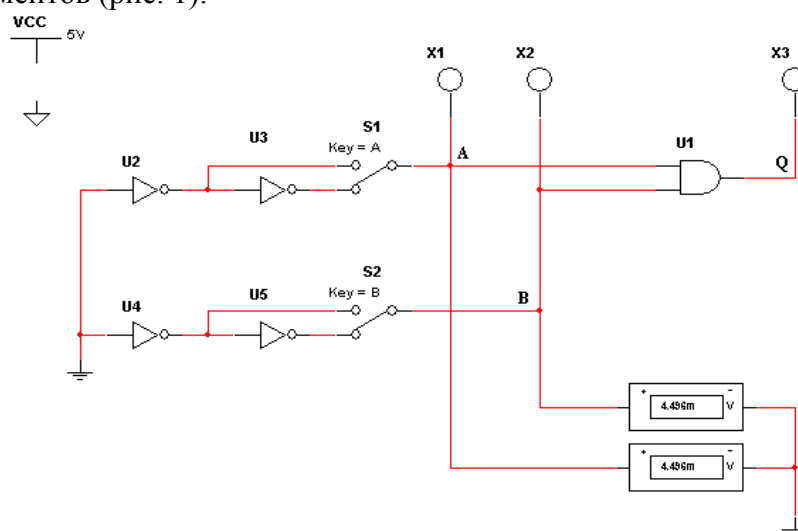 ментов (рис. 1).
VCC
5V
X1 X2 X3
S1
Key = A
U3
U2
A
U1
Q
S2
Key = B
U5
U4
B
+ 4.496m - V
+ 4.496m - V